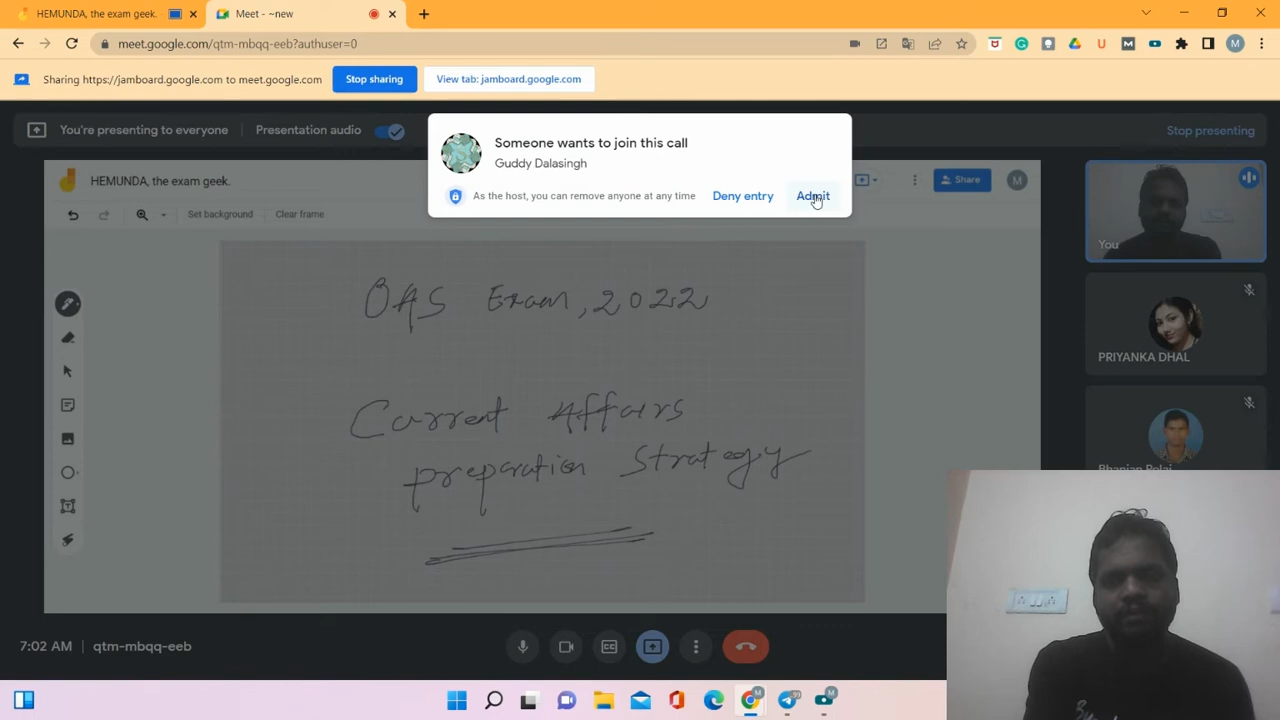 HEMUNDA, the exam geek.
Meet - ~new
meet.google.com/qtm-mbqq-eeb?authuser=0
M
Sharing https://jamboard.google.com to meet.google.com
Stop sharing
View tab: jamboard.google.com
You're presenting to everyone
Presentation audio
Stop presenting
Someone wants to join this call
Guddy Dalasingh
As the host, you can remove anyone at any time
Deny entry
Admit
HEMUNDA, the exam geek.
Share
M
Set background
Clear frame
OAS Exam, 2022
Current Affairs
preparation Strategy
You
PRIYANKA DHAL
Bhanjan Polai
7:02 AM
qtm-mbqq-eeb